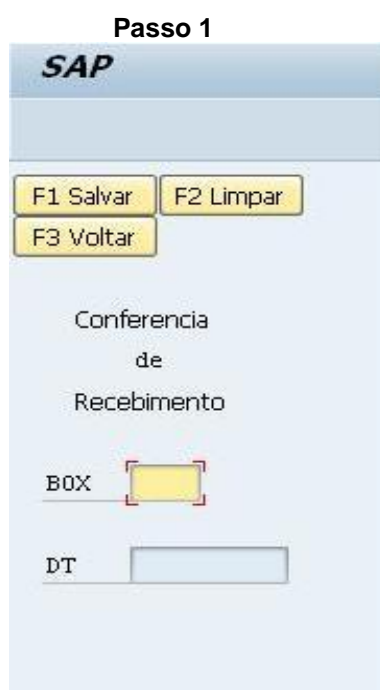 Passo 1
SAP
F1 Salvar F2 Limpar
F3 Voltar
Conferencia
de
Recebimento
BOX
DT